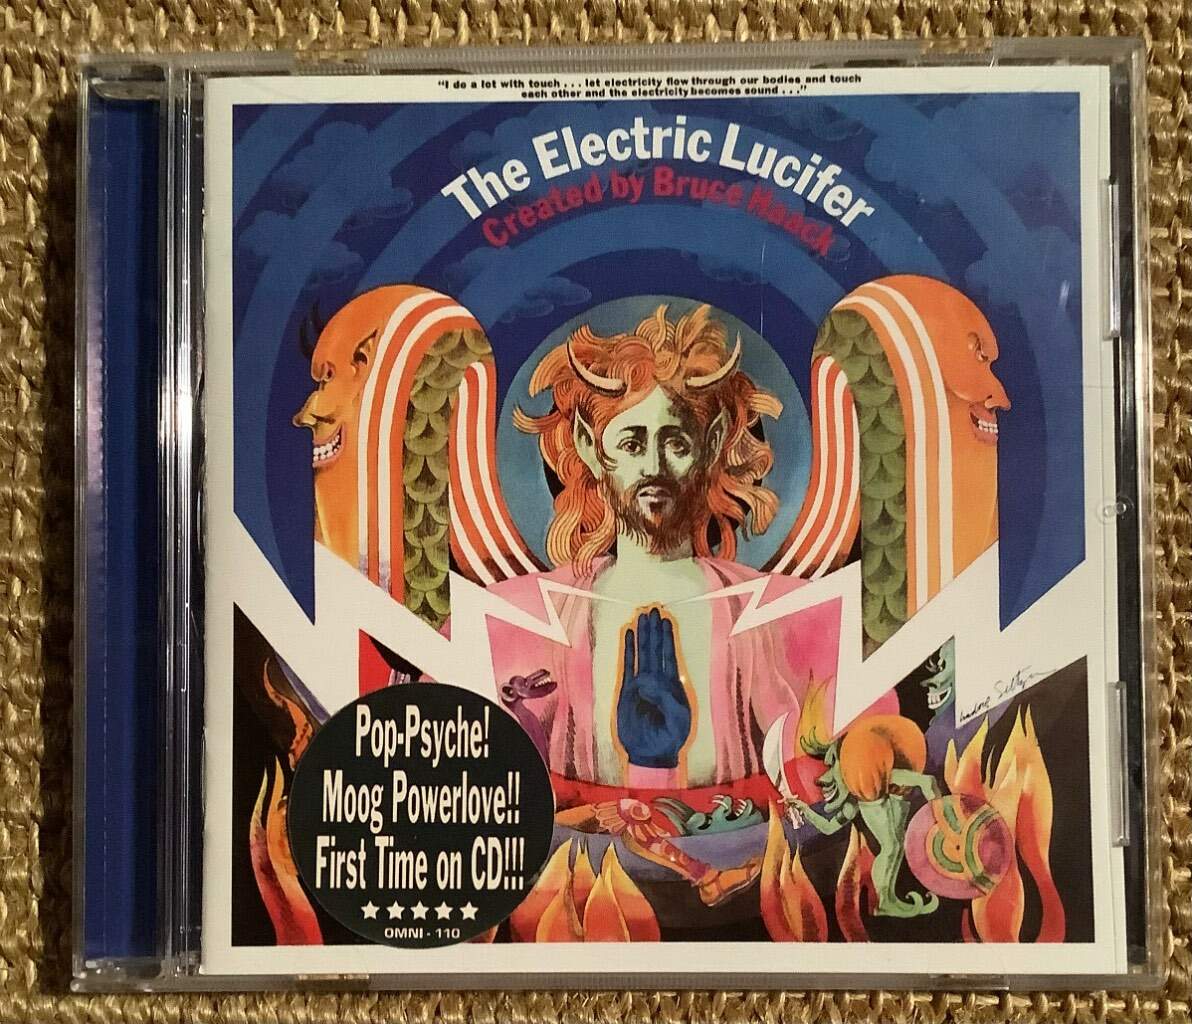 "I do a lot with touch . . . let electricity flow through our bodies and touch
each other and the electricity becomes sound . . ."
The Electric Lucifer
Created by Bruce Haack
Pop-Psyche!
Moog Powerlove!!
First Time on CD!!!
OMNI - 110